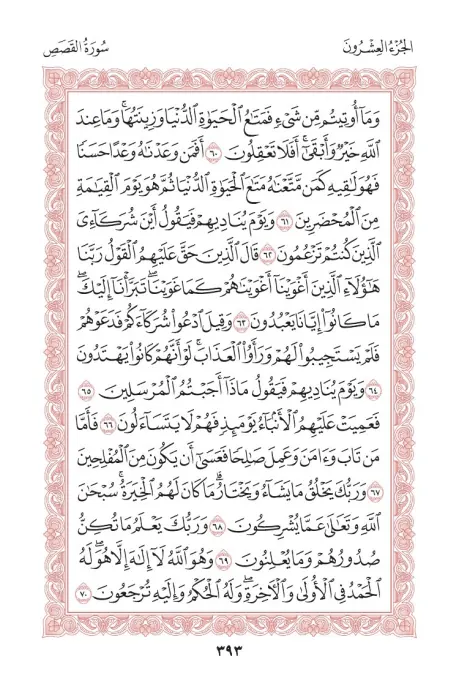 الجُزْءُ العِشْرُونَ
سُورَةُ القَصَصِ
وَمَآ أُوتِيتُم مِّن شَىْءٍ فَمَتَٰعُ ٱلْحَيَوٰةِ ٱلدُّنْيَا وَزِينَتُهَا ۚ وَمَا عِندَ
ٱللَّهِ خَيْرٌ وَأَبْقَىٰٓ ۚ أَفَلَا تَعْقِلُونَ ٦٠ أَفَمَن وَعَدْنَٰهُ وَعْدًا حَسَنًا
فَهُوَ لَٰقِيهِ كَمَن مَّتَّعْنَٰهُ مَتَٰعَ ٱلْحَيَوٰةِ ٱلدُّنْيَا ثُمَّ هُوَ يَوْمَ ٱلْقِيَٰمَةِ
مِنَ ٱلْمُحْضَرِينَ ٦١ وَيَوْمَ يُنَادِيهِمْ فَيَقُولُ أَيْنَ شُرَكَآءِىَ
ٱلَّذِينَ كُنتُمْ تَزْعُمُونَ ٦٢ قَالَ ٱلَّذِينَ حَقَّ عَلَيْهِمُ ٱلْقَوْلُ رَبَّنَا
هَٰٓؤُلَآءِ ٱلَّذِينَ أَغْوَيْنَآ أَغْوَيْنَٰهُمْ كَمَا غَوَيْنَا ۖ تَبَرَّأْنَآ إِلَيْكَ ۖ
مَا كَانُوٓا۟ إِيَّانَا يَعْبُدُونَ ٦٣ وَقِيلَ ٱدْعُوا۟ شُرَكَآءَكُمْ فَدَعَوْهُمْ
فَلَمْ يَسْتَجِيبُوا۟ لَهُمْ وَرَأَوُا۟ ٱلْعَذَابَ ۚ لَوْ أَنَّهُمْ كَانُوا۟ يَهْتَدُونَ
٦٤ وَيَوْمَ يُنَادِيهِمْ فَيَقُولُ مَاذَآ أَجَبْتُمُ ٱلْمُرْسَلِينَ ٦٥
فَعَمِيَتْ عَلَيْهِمُ ٱلْأَنۢبَآءُ يَوْمَئِذٍ فَهُمْ لَا يَتَسَآءَلُونَ ٦٦ فَأَمَّا
مَن تَابَ وَءَامَنَ وَعَمِلَ صَٰلِحًا فَعَسَىٰٓ أَن يَكُونَ مِنَ ٱلْمُفْلِحِينَ
٦٧ وَرَبُّكَ يَخْلُقُ مَا يَشَآءُ وَيَخْتَارُ ۗ مَا كَانَ لَهُمُ ٱلْخِيَرَةُ ۚ سُبْحَٰنَ
ٱللَّهِ وَتَعَٰلَىٰ عَمَّا يُشْرِكُونَ ٦٨ وَرَبُّكَ يَعْلَمُ مَا تُكِنُّ
صُدُورُهُمْ وَمَا يُعْلِنُونَ ٦٩ وَهُوَ ٱللَّهُ لَآ إِلَٰهَ إِلَّا هُوَ ۖ لَهُ
ٱلْحَمْدُ فِى ٱلْأُولَىٰ وَٱلْءَاخِرَةِ ۖ وَلَهُ ٱلْحُكْمُ وَإِلَيْهِ تُرْجَعُونَ ٧٠
٣٩٣